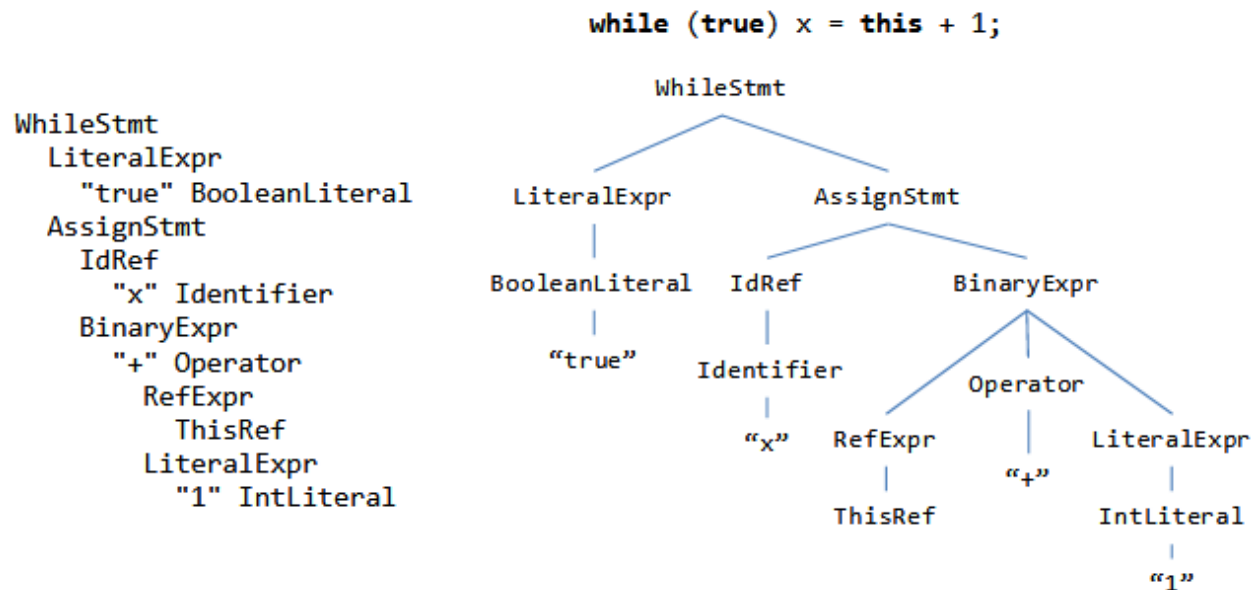 while (true) x = this + 1;
WhileStmt
  LiteralExpr
    "true" BooleanLiteral
  AssignStmt
    IdRef
      "x" Identifier
    BinaryExpr
      "+" Operator
        RefExpr
          ThisRef
        LiteralExpr
          "1" IntLiteral
WhileStmt
LiteralExpr AssignStmt
BooleanLiteral IdRef BinaryExpr
“true” Identifier Operator
“x” RefExpr “+” LiteralExpr
ThisRef IntLiteral
“1”